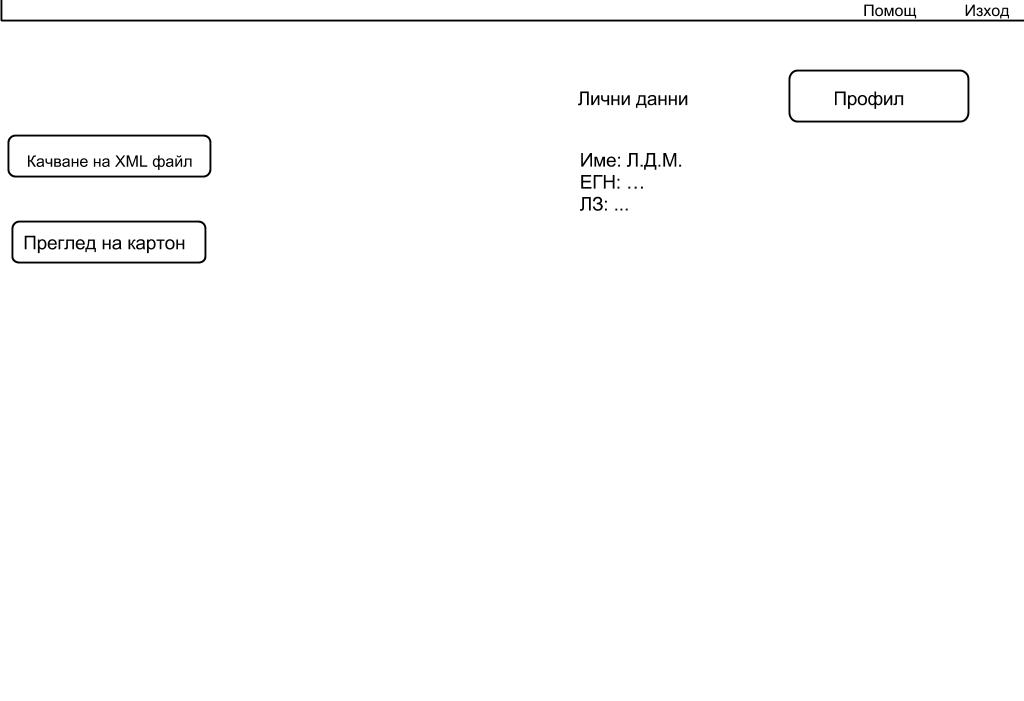 Помощ Изход
Лични данни Профил
Качване на XML файл
Име: Л.Д.М.
ЕГН: …
ЛЗ: ...
Преглед на картон